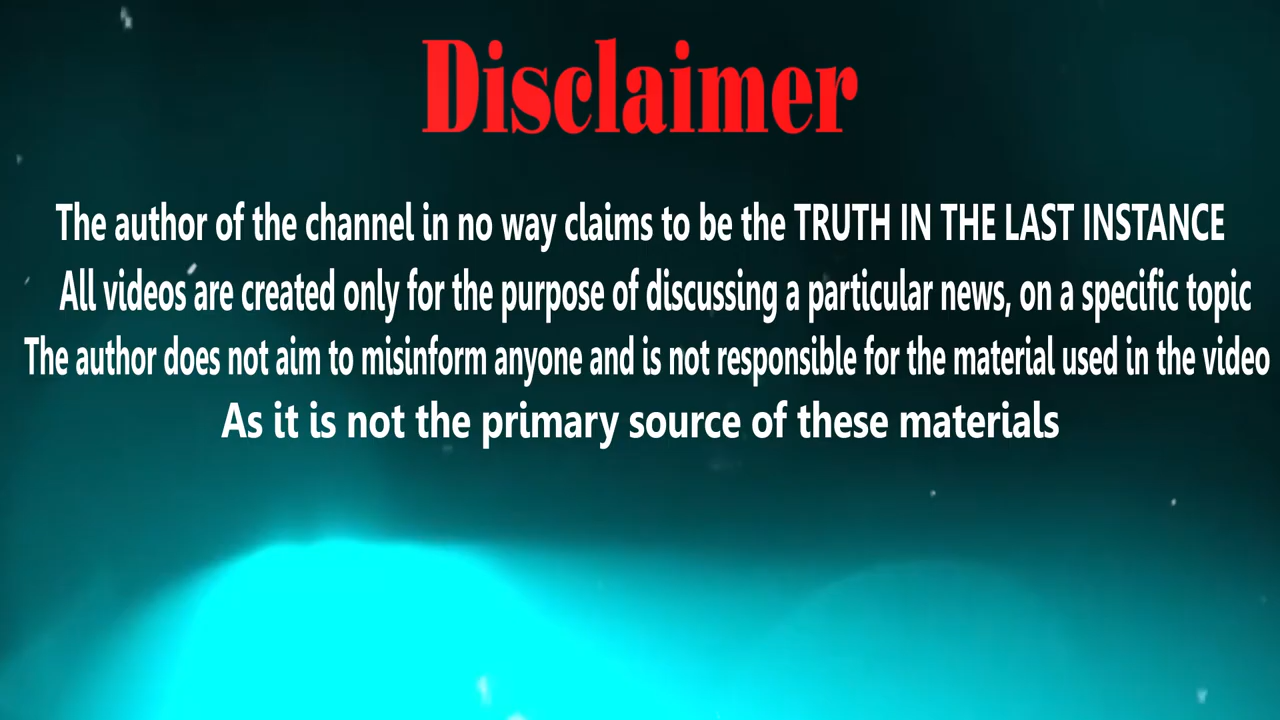 Disclaimer
The author of the channel in no way claims to be the TRUTH IN THE LAST INSTANCE
All videos are created only for the purpose of discussing a particular news, on a specific topic
The author does not aim to misinform anyone and is not responsible for the material used in the video
As it is not the primary source of these materials